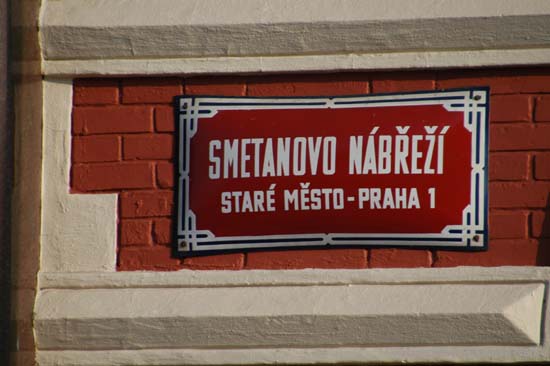 SMETANOVO NÁBŘEŽÍ
STARÉ MĚSTO - PRAHA 1